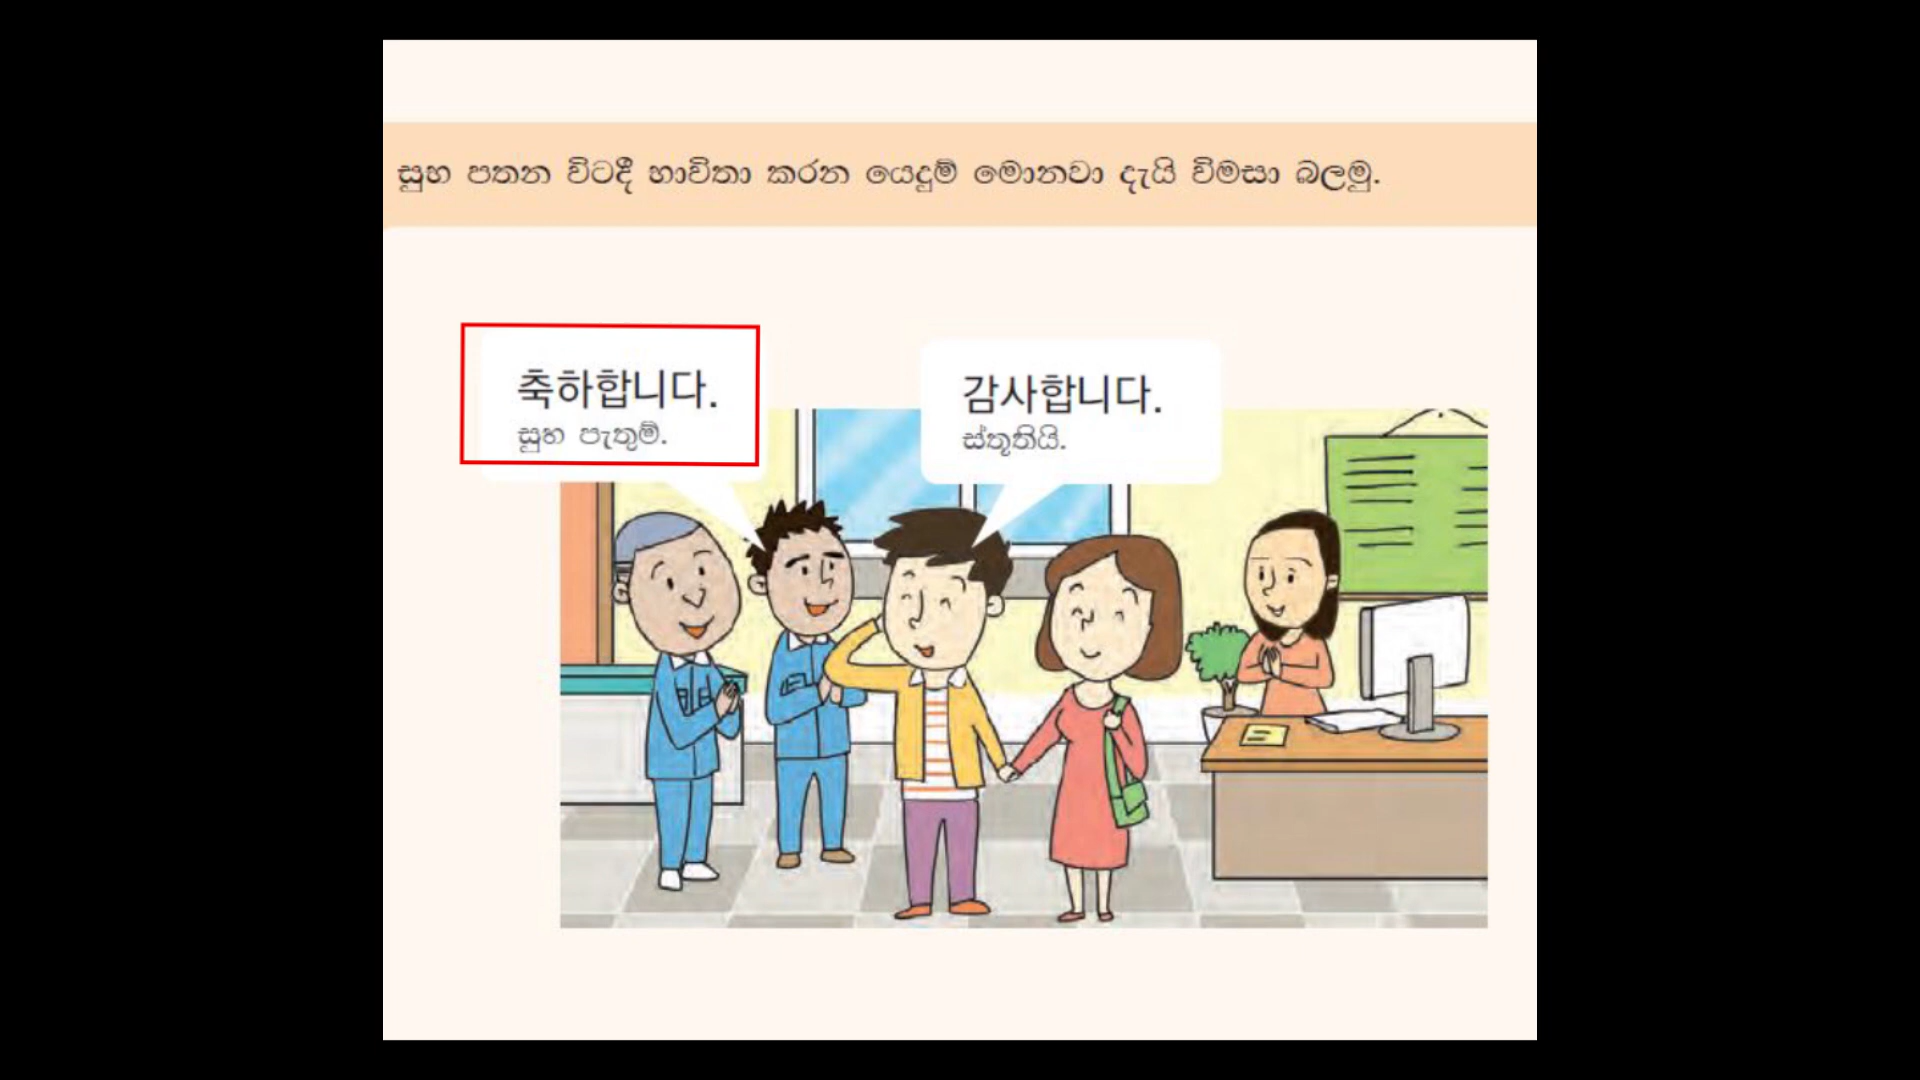 සුභ පතන විටදී භාවිතා කරන යෙදුම් මොනවා දැයි විමසා බලමු.
축하합니다.
සුභ පැතුම්.
감사합니다.
ස්තූතියි.